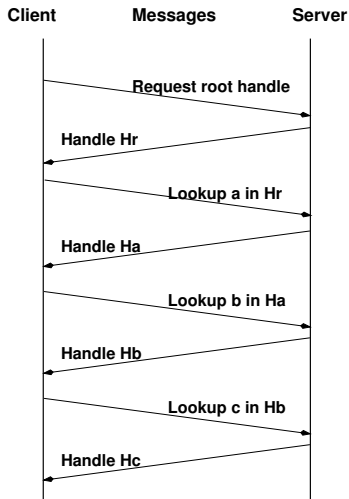 Client Messages Server
Request root handle
Handle Hr
Lookup a in Hr
Handle Ha
Lookup b in Ha
Handle Hb
Lookup c in Hb
Handle Hc